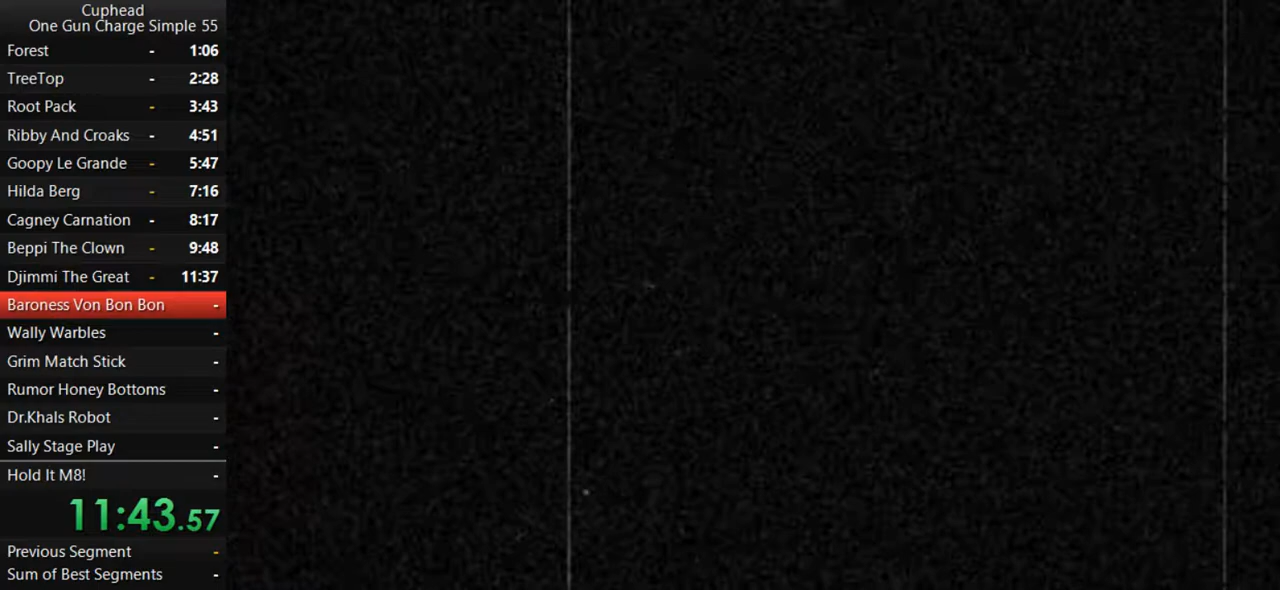 Cuphead
One Gun Charge Simple 55
Forest - 1:06
TreeTop - 2:28
Root Pack - 3:43
Ribby And Croaks - 4:51
Goopy Le Grande - 5:47
Hilda Berg - 7:16
Cagney Carnation - 8:17
Beppi The Clown - 9:48
Djimmi The Great - 11:37
Baroness Von Bon Bon -
Wally Warbles -
Grim Match Stick -
Rumor Honey Bottoms -
Dr.Khals Robot -
Sally Stage Play -
Hold It M8! -
11:43.57
Previous Segment -
Sum of Best Segments -